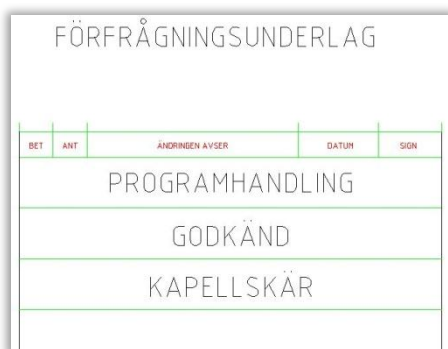 FÖRFRÅGNINGSUNDERLAG
BET ANT ÄNDRINGEN AVSER DATUM SIGN
PROGRAMHANDLING
GODKÄND
KAPELLSKÄR